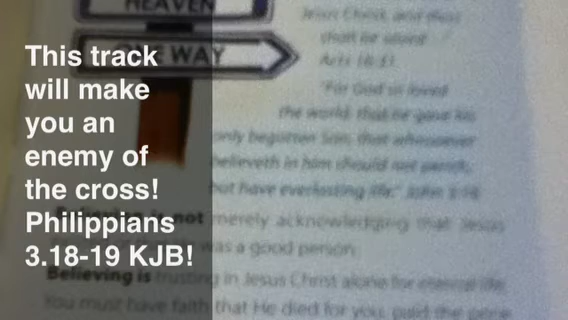 HEAVEN
ONE WAY
Jesus Christ, and thou
shalt be saved
Acts 16:31
"For God so loved
the world, that he gave his
only begotten Son, that whosoever
believeth in him should not perish,
but have everlasting life." John 3:16
Believing is not merely acknowledging that Jesus
was a good person
Believing is trusting in Jesus Christ alone for eternal life.
You must have faith that He died for you, paid the price
This track
will make
you an
enemy of
the cross!
Philippians
3.18-19 KJB!